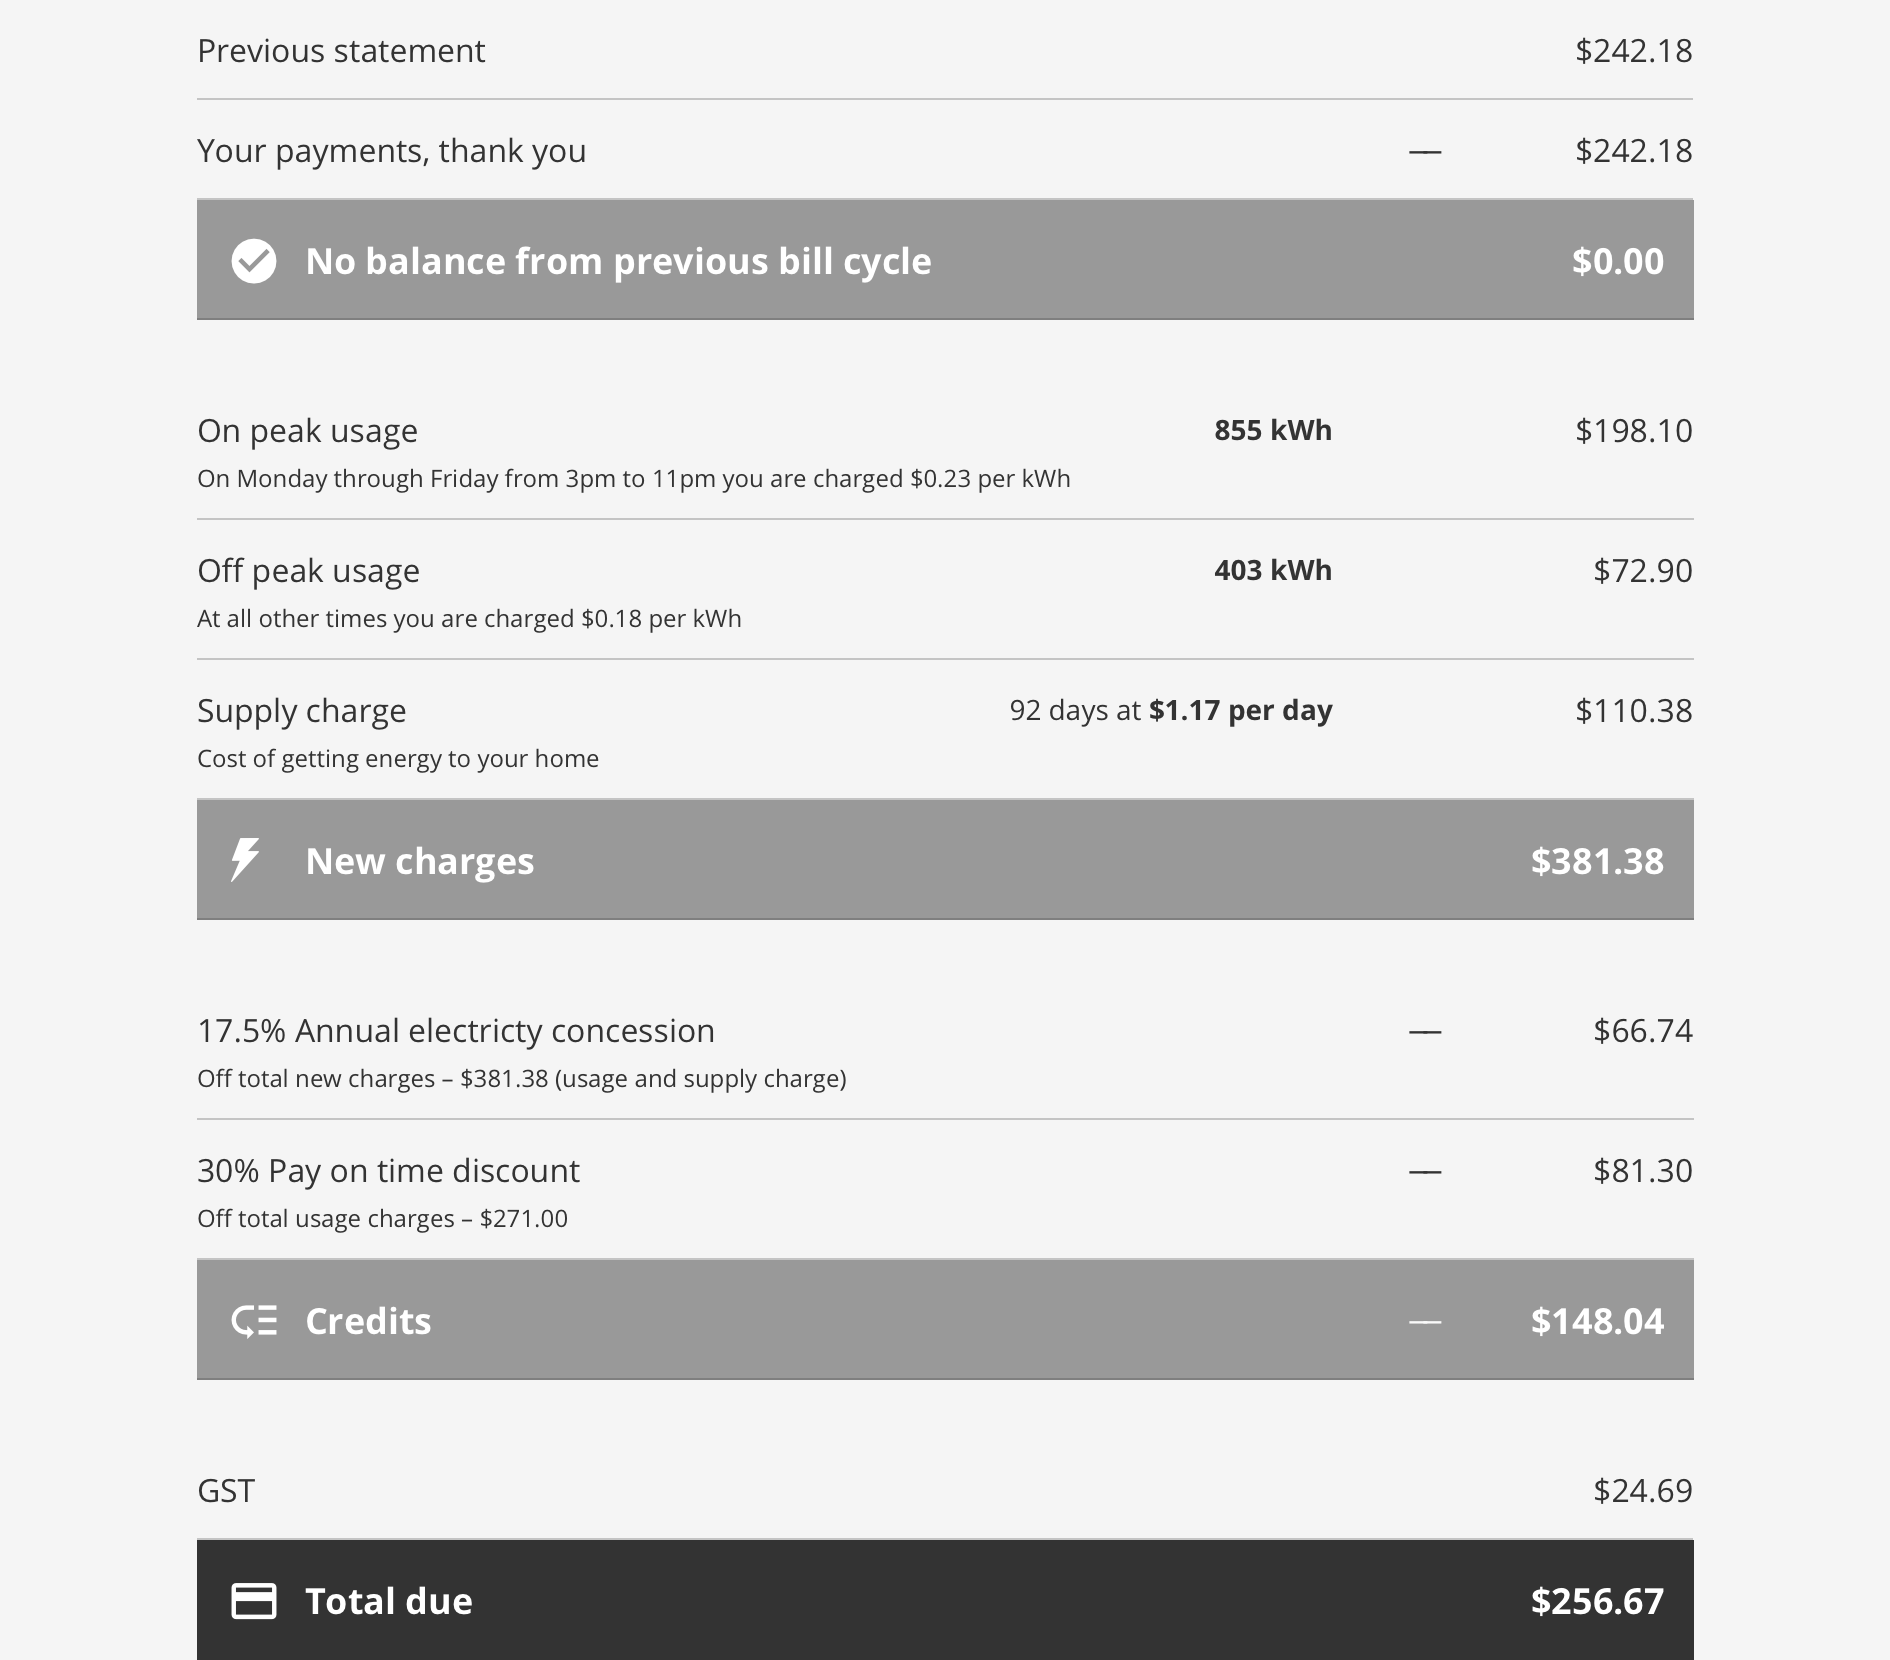 Previous statement $242.18
Your payments, thank you — $242.18
No balance from previous bill cycle $0.00
On peak usage 855 kWh $198.10
On Monday through Friday from 3pm to 11pm you are charged $0.23 per kWh
Off peak usage 403 kWh $72.90
At all other times you are charged $0.18 per kWh
Supply charge 92 days at $1.17 per day $110.38
Cost of getting energy to your home
New charges $381.38
17.5% Annual electricty concession — $66.74
Off total new charges – $381.38 (usage and supply charge)
30% Pay on time discount — $81.30
Off total usage charges – $271.00
Credits — $148.04
GST $24.69
Total due $256.67